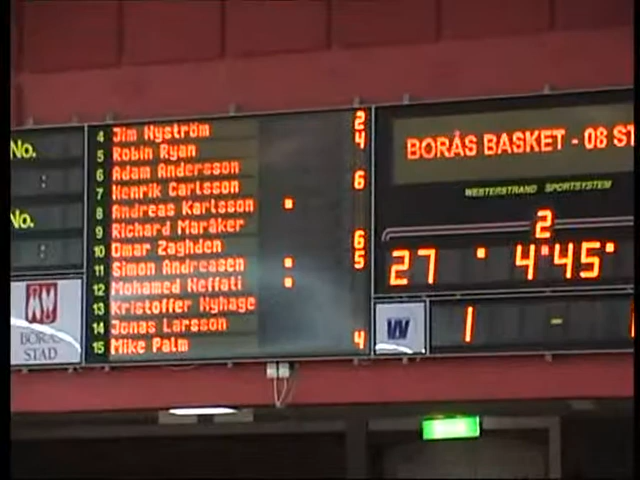 No.
No.
BORÅS
STAD
4 Jim Nyström 2
5 Robin Ryan 4
6 Adam Andersson
7 Henrik Carlsson 6
8 Andreas Karlsson
9 Richard Maråker
10 Omar Zaghden 6
11 Simon Andreasen 5
12 Mohamed Neffati
13 Kristoffer Nyhage
14 Jonas Larsson
15 Mike Palm 4
BORÅS BASKET - 08 ST
WESTERSTRAND SPORTSYSTEM
2
27 4 45
W 1 -